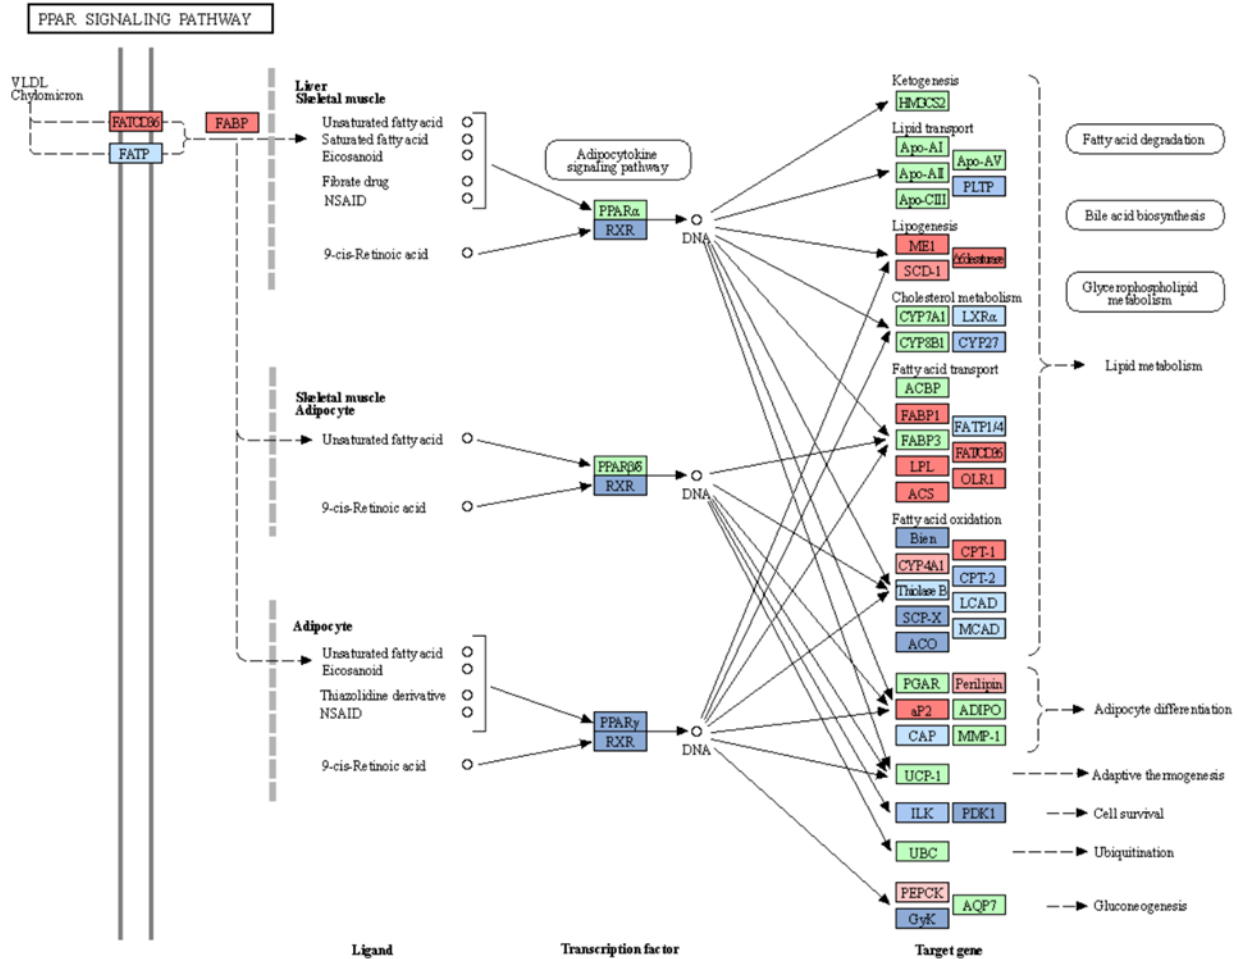 PPAR SIGNALING PATHWAY
VLDL
Chylomicron
FAT/CD36
FATP
FABP
Liver
Skeletal muscle
Unsaturated fatty acid
Saturated fatty acid
Eicosanoid
Fibrate drug
NSAID
9-cis-Retinoic acid
Adipocytokine
signaling pathway
PPARα
RXR
DNA
Skeletal muscle
Adipocyte
Unsaturated fatty acid
9-cis-Retinoic acid
PPARβ/δ
RXR
DNA
Adipocyte
Unsaturated fatty acid
Eicosanoid
Thiazolidine derivative
NSAID
9-cis-Retinoic acid
PPARγ
RXR
DNA
Ketogenesis
HMGCS2
Lipid transport
Apo-AI
Apo-AII
Apo-CIII
Apo-AV
PLTP
Lipogenesis
ME1
SCD-1
Δ6desaturase
Cholesterol metabolism
CYP7A1
LXRα
CYP8B1
CYP27
Fatty acid transport
ACBP
FABP1
FABP3
LPL
ACS
FATP1/4
FAT/CD36
OLR1
Fatty acid oxidation
Bien
CYP4A1
Thiolase B
SCP-X
ACO
CPT-1
CPT-2
LCAD
MCAD
PGAR
Perilipin
aP2
ADIPO
CAP
MMP-1
UCP-1
ILK
PDK1
UBC
PEPCK
GyK
AQP7
Fatty acid degradation
Bile acid biosynthesis
Glycerophospholipid
metabolism
Lipid metabolism
Adipocyte differentiation
Adaptive thermogenesis
Cell survival
Ubiquitination
Gluconeogenesis
Ligand
Transcription factor
Target gene